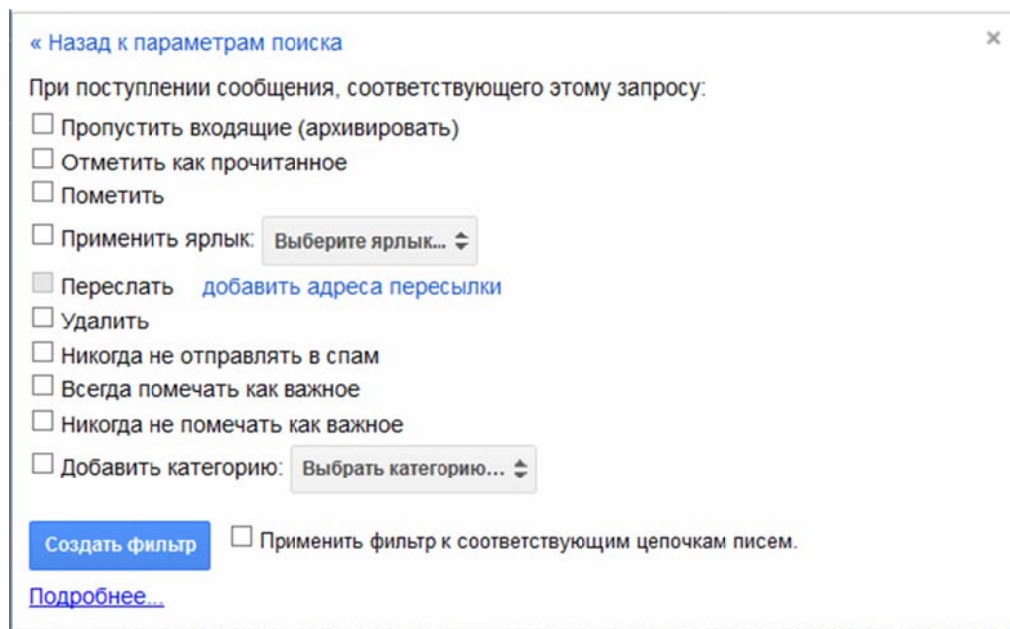 « Назад к параметрам поиска
×
При поступлении сообщения, соответствующего этому запросу:
Пропустить входящие (архивировать)
Отметить как прочитанное
Пометить
Применить ярлык: Выберите ярлык...
Переслать добавить адреса пересылки
Удалить
Никогда не отправлять в спам
Всегда помечать как важное
Никогда не помечать как важное
Добавить категорию: Выбрать категорию...
Создать фильтр Применить фильтр к соответствующим цепочкам писем.
Подробнее...